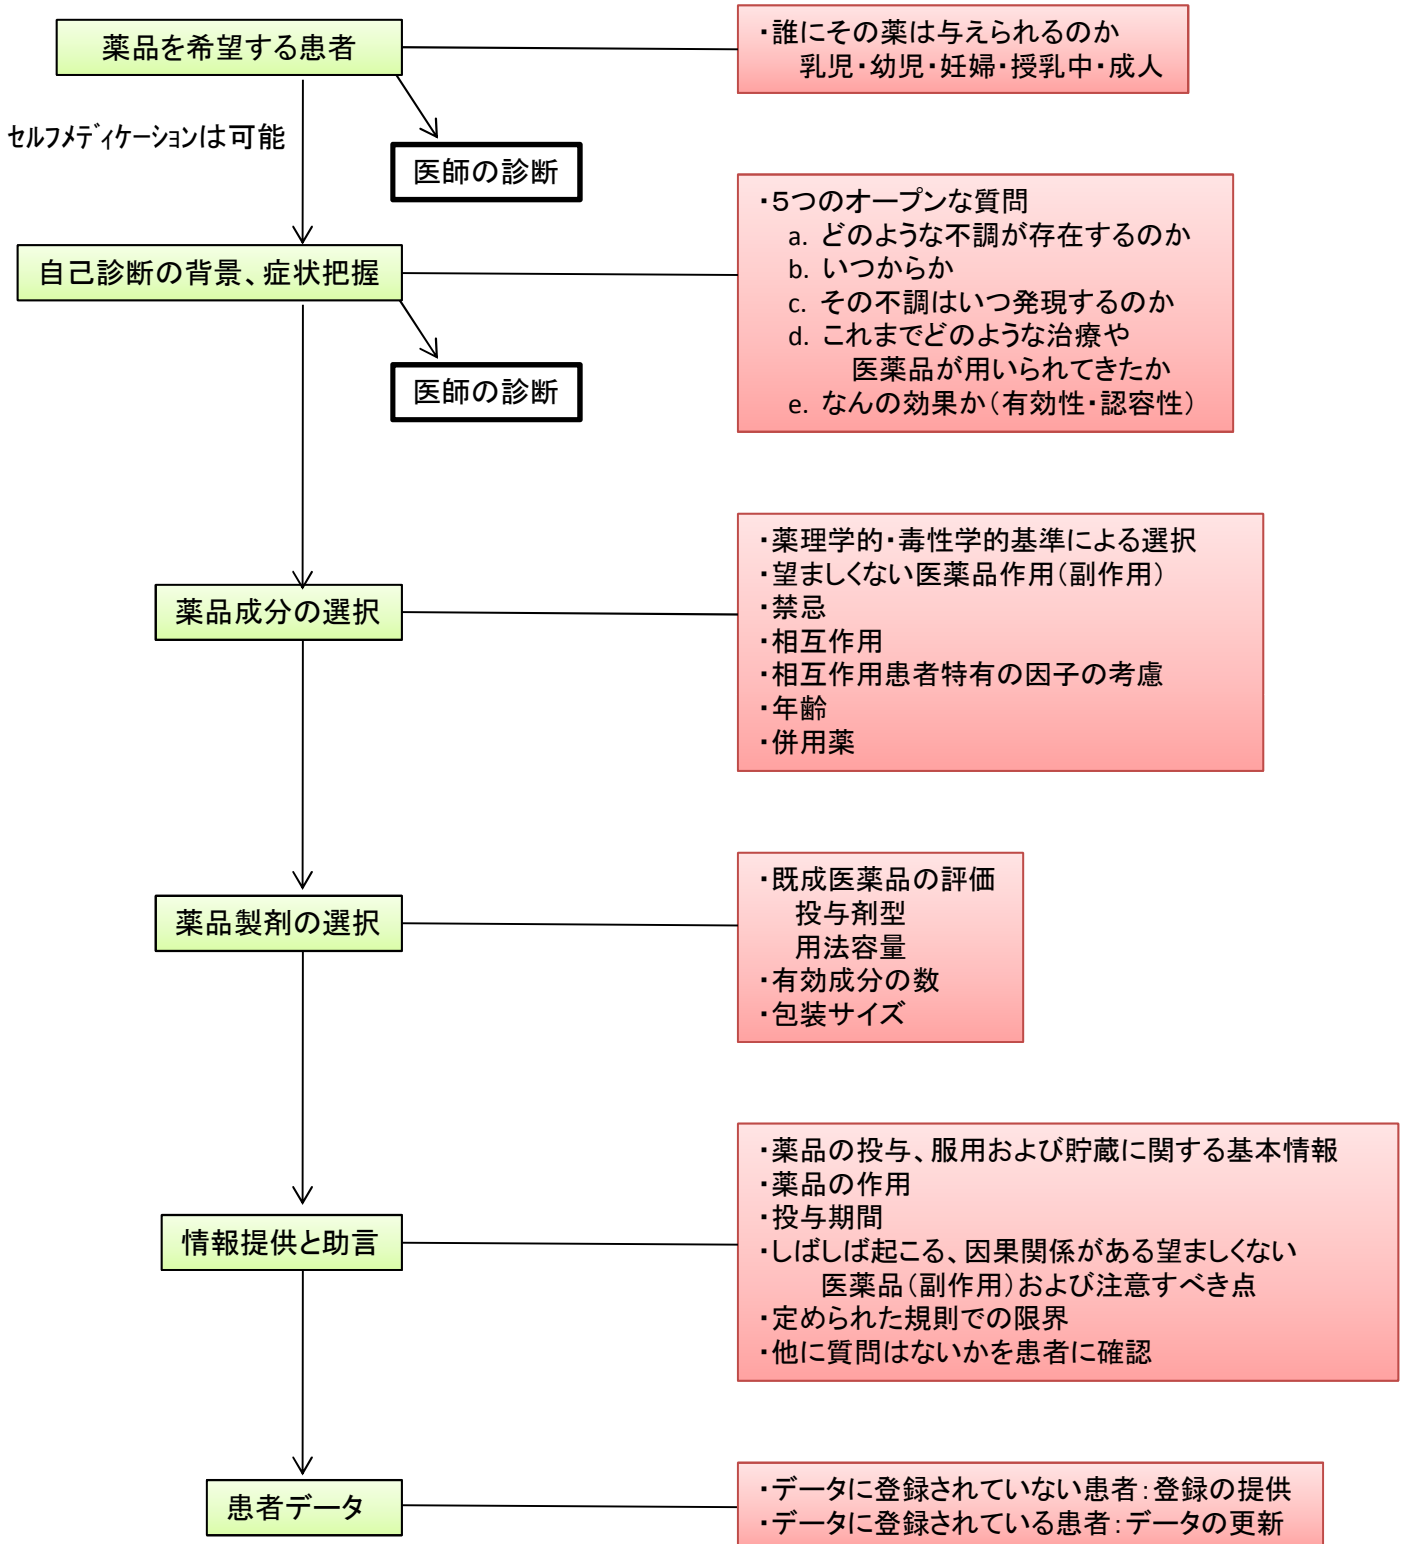 薬品を希望する患者
・誰にその薬は与えられるのか
乳児・幼児・妊婦・授乳中・成人
セルフメディケーションは可能
医師の診断
自己診断の背景、症状把握
・５つのオープンな質問
a. どのような不調が存在するのか
b. いつからか
c. その不調はいつ発現するのか
d. これまでどのような治療や
医薬品が用いられてきたか
e. なんの効果か（有効性・認容性）
医師の診断
薬品成分の選択
・薬理学的・毒性学的基準による選択
・望ましくない医薬品作用（副作用）
・禁忌
・相互作用
・相互作用患者特有の因子の考慮
・年齢
・併用薬
薬品製剤の選択
・既成医薬品の評価
投与剤型
用法容量
・有効成分の数
・包装サイズ
情報提供と助言
・薬品の投与、服用および貯蔵に関する基本情報
・薬品の作用
・投与期間
・しばしば起こる、因果関係がある望ましくない
医薬品（副作用）および注意すべき点
・定められた規則での限界
・他に質問はないかを患者に確認
患者データ
・データに登録されていない患者：登録の提供
・データに登録されている患者：データの更新